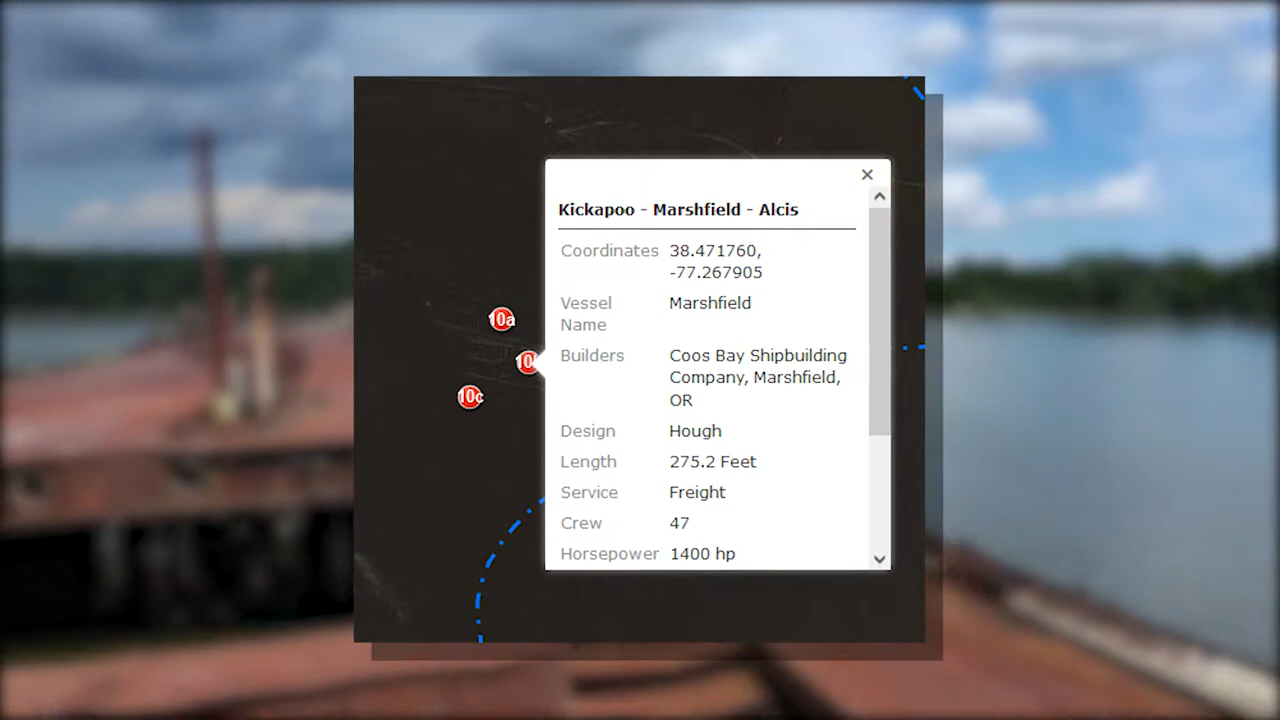 Kickapoo - Marshfield - Alcis
Coordinates 38.471760,
-77.267905
Vessel Marshfield
Name
Builders Coos Bay Shipbuilding
Company, Marshfield,
OR
Design Hough
Length 275.2 Feet
Service Freight
Crew 47
Horsepower 1400 hp
10a
10c